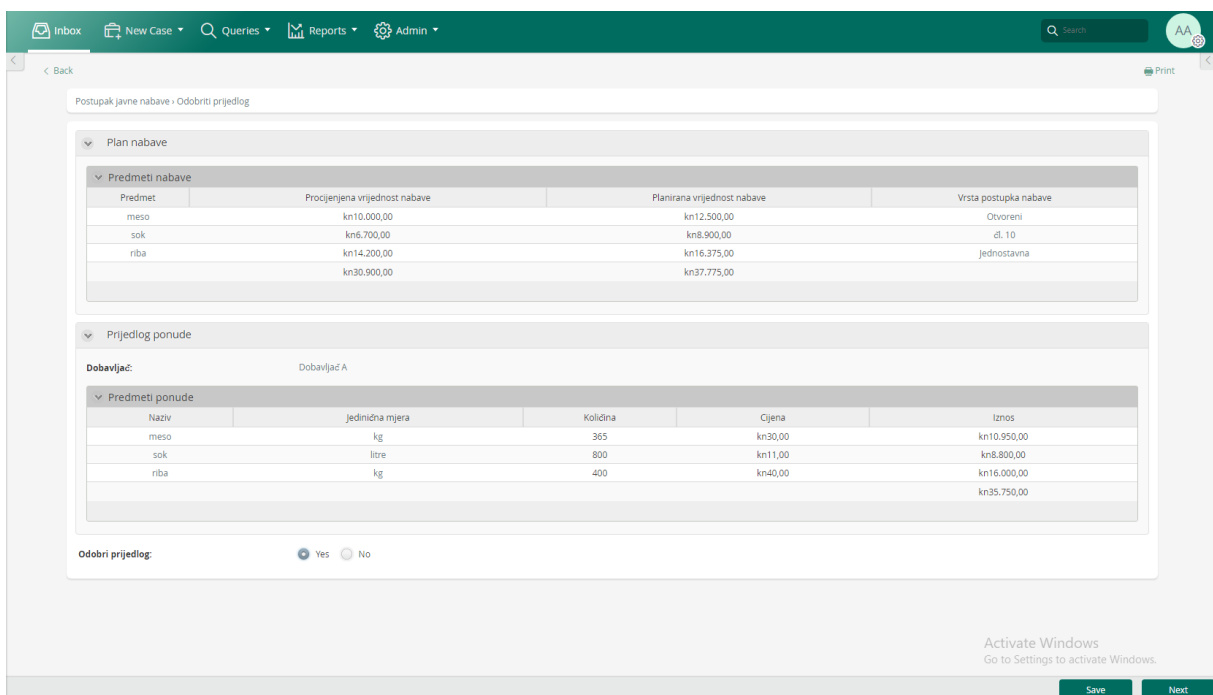 Inbox New Case Queries Reports Admin Search AA
Back Print
Postupak javne nabave › Odobriti prijedlog
Plan nabave
Predmeti nabave
Predmet Procijenjena vrijednost nabave Planirana vrijednost nabave Vrsta postupka nabave
meso kn10.000,00 kn12.500,00 Otvoreni
sok kn6.700,00 kn8.900,00 čl. 10
riba kn14.200,00 kn16.375,00 Jednostavna
kn30.900,00 kn37.775,00
Prijedlog ponude
Dobavljač: Dobavljač A
Predmeti ponude
Naziv Jedinična mjera Količina Cijena Iznos
meso kg 365 kn30,00 kn10.950,00
sok litre 800 kn11,00 kn8.800,00
riba kg 400 kn40,00 kn16.000,00
kn35.750,00
Odobri prijedlog: Yes No
Activate Windows
Go to Settings to activate Windows.
Save Next